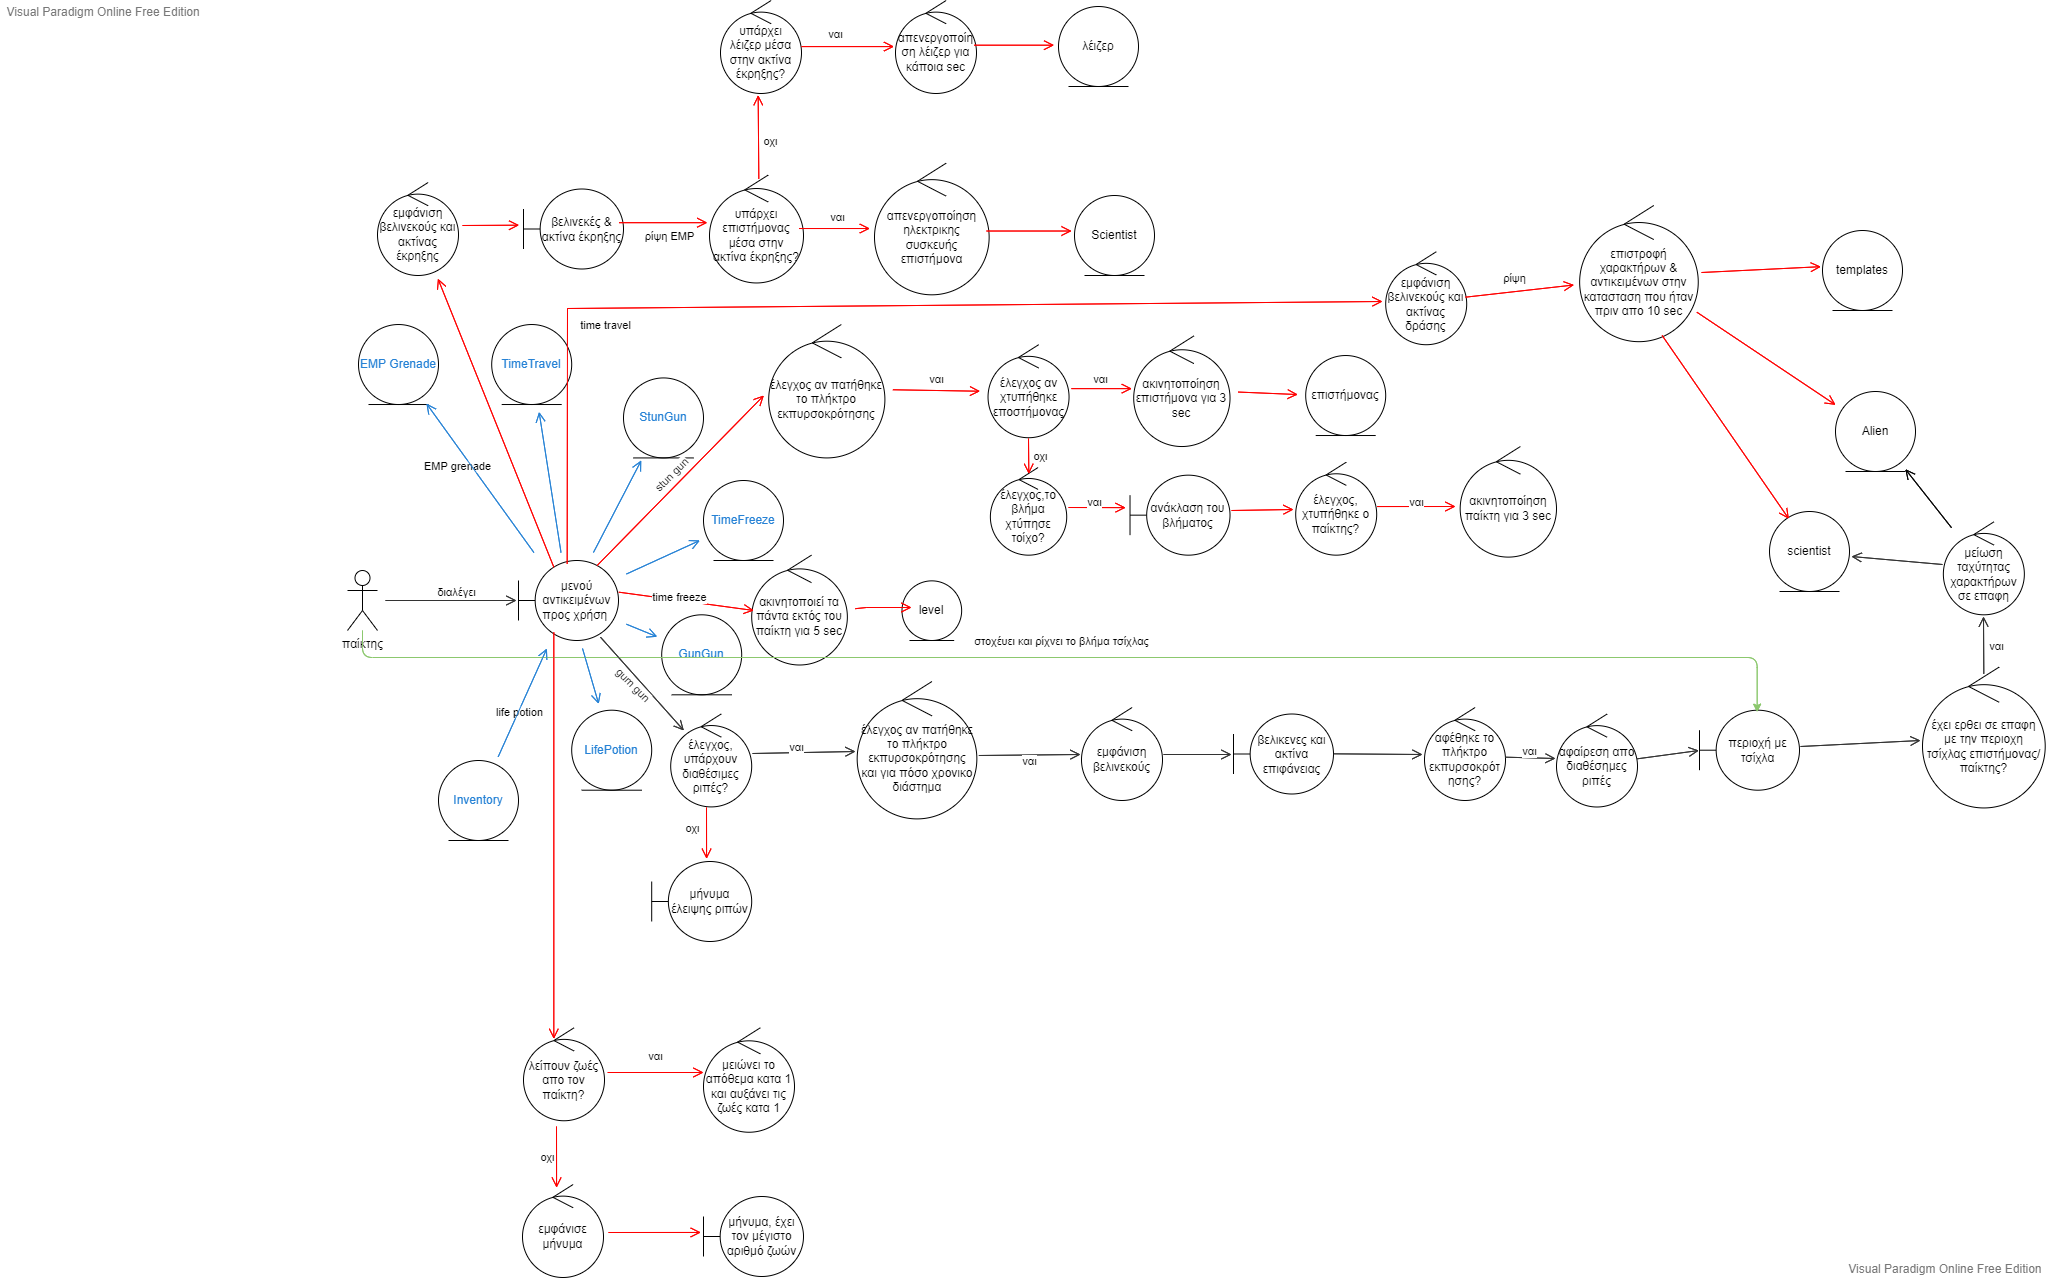 Visual Paradigm Online Free Edition
υπάρχει
λέιζερ μέσα
στην ακτίνα
έκρηξης?
ναι
απενεργοποίη
ση λέιζερ για
κάποια sec
λέιζερ
οχι
εμφάνιση
βελινεκούς και
ακτίνας
έκρηξης
βελινεκές &
ακτίνα έκρηξης
ρίψη EMP
υπάρχει
επιστήμονας
μέσα στην
ακτίνα έκρηξης?
ναι
απενεργοποίηση
ηλεκτρικης
συσκευής
επιστήμονα
Scientist
time travel
εμφάνιση
βελινεκούς και
ακτίνας
δράσης
ρίψη
επιστροφή
χαρακτήρων &
αντικειμένων στην
κατασταση που ήταν
πριν απο 10 sec
templates
Alien
scientist
EMP Grenade
TimeTravel
StunGun
EMP grenade
stun gun
έλεγχος αν πατήθηκε
το πλήκτρο
εκπυρσοκρότησης
ναι
έλεγχος αν
χτυπήθηκε
εποστήμονας
ναι
ακινητοποίηση
επιστήμονα για 3
sec
επιστήμονας
οχι
έλεγχος,το
βλήμα
χτύπησε
τοίχο?
ναι
ανάκλαση του
βλήματος
έλεγχος,
χτυπήθηκε ο
παίκτης?
ναι
ακινητοποίηση
παίκτη για 3 sec
TimeFreeze
παίκτης
διαλέγει
μενού
αντικειμένων
προς χρήση
time freeze
ακινητοποιεί τα
πάντα εκτός του
παίκτη για 5 sec
level
μείωση
ταχύτητας
χαρακτήρων
σε επαφη
ναι
στοχέυει και ρίχνει το βλήμα τσίχλας
GunGun
gum gun
life potion
LifePotion
Inventory
έλεγχος,
υπάρχουν
διαθέσιμες
ριπές?
ναι
έλεγχος αν πατήθηκε
το πλήκτρο
εκπυρσοκρότησης
και για πόσο χρονικο
διάστημα
ναι
εμφάνιση
βελινεκούς
βελικενες και
ακτίνα
επιφάνειας
αφέθηκε το
πλήκτρο
εκπυρσοκρότ
ησης?
ναι
αφαίρεση απο
διαθέσημες
ριπές
περιοχή με
τσίχλα
έχει ερθει σε επαφη
με την περιοχη
τσίχλας επιστήμονας/
παίκτης?
οχι
μήνυμα
έλειψης ριπών
λείπουν ζωές
απο τον
παίκτη?
ναι
μειώνει το
απόθεμα κατα 1
και αυξάνει τις
ζωές κατα 1
οχι
εμφάνισε
μήνυμα
μήνυμα, έχει
τον μέγιστο
αριθμό ζωών
Visual Paradigm Online Free Edition